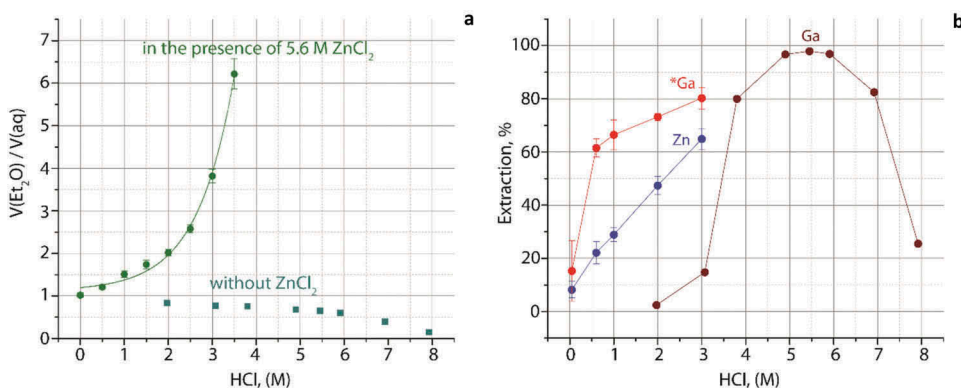 a
7
6
5
4
3
2
1
0
V(Et₂O) / V(aq)
in the presence of 5.6 M ZnCl₂
without ZnCl₂
0 1 2 3 4 5 6 7 8
HCl, (M)
b
100
80
60
40
20
0
Extraction, %
Ga
*Ga
Zn
0 1 2 3 4 5 6 7 8
HCl, (M)